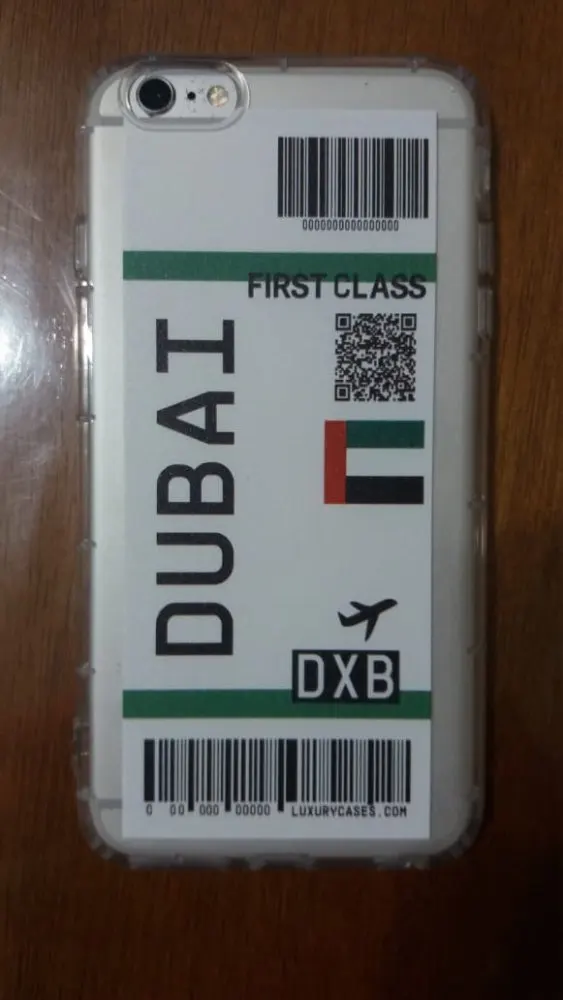 0000000000000000
FIRST CLASS
DUBAI
DXB
0 00 000 00000 LUXURYCASES.COM